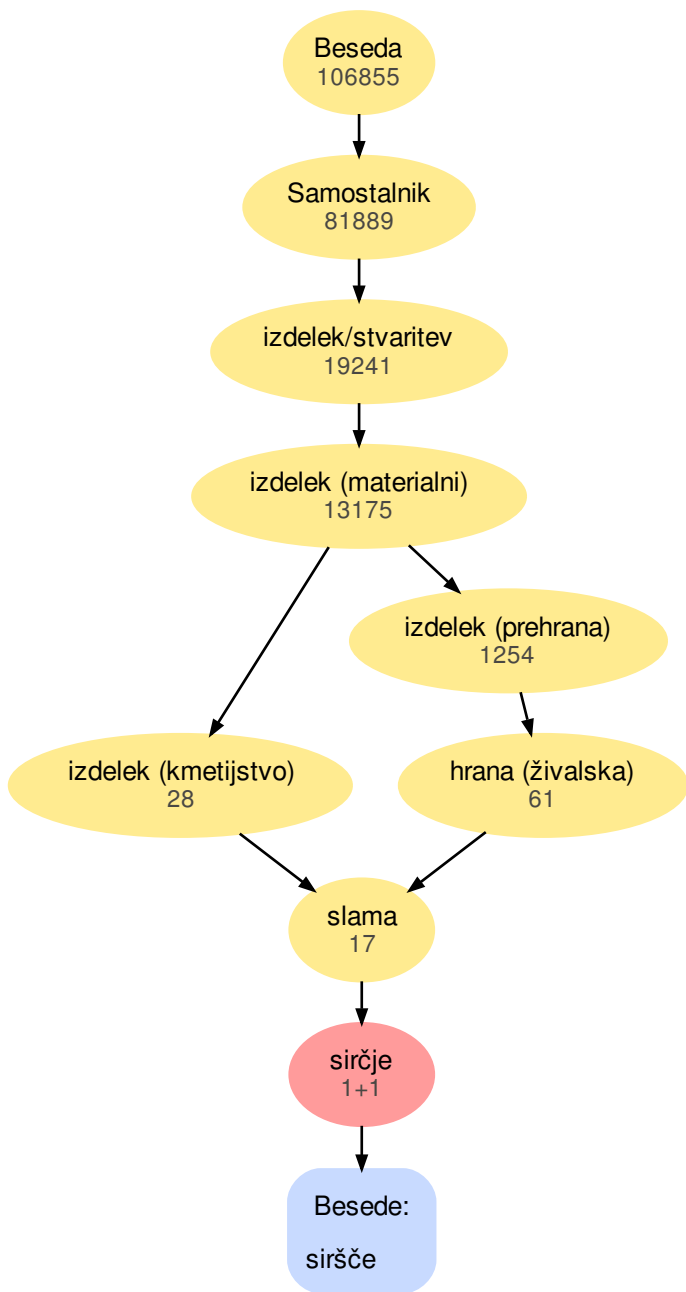 Beseda
106855
Samostalnik
81889
izdelek/stvaritev
19241
izdelek (materialni)
13175
izdelek (prehrana)
1254
izdelek (kmetijstvo)
28
hrana (živalska)
61
slama
17
sirčje
1+1
Besede:
siršče